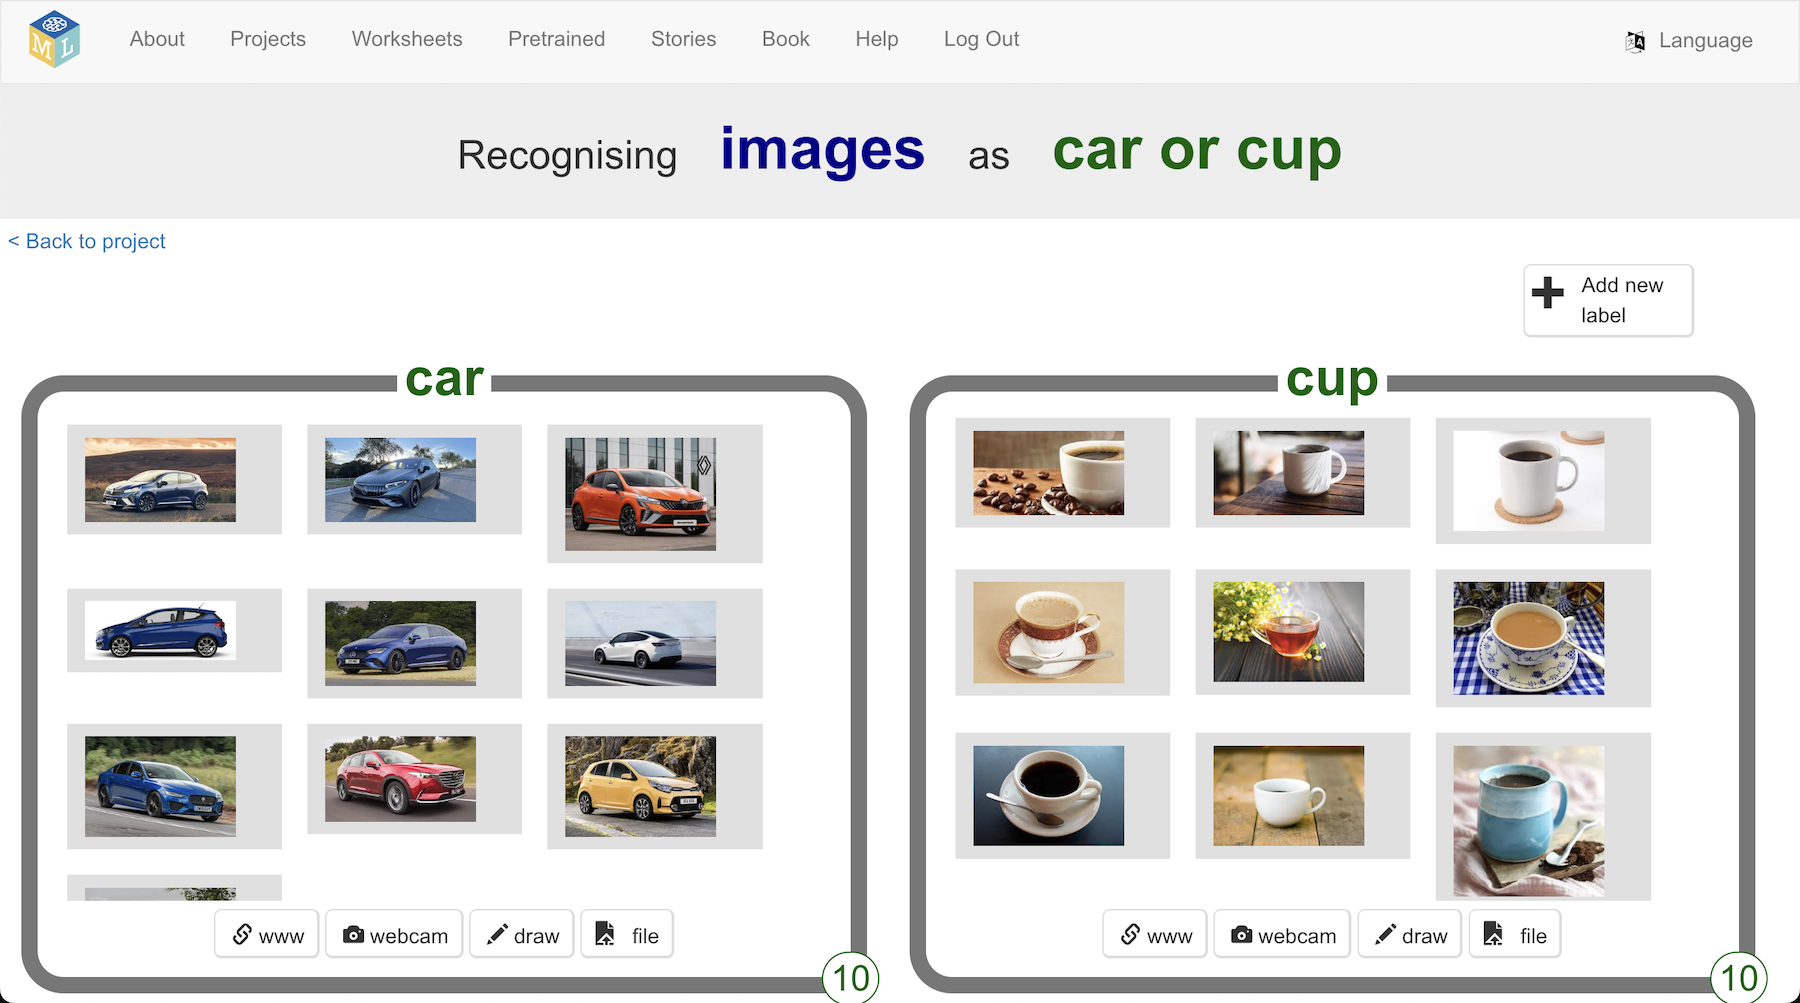 M L
About Projects Worksheets Pretrained Stories Book Help Log Out Language
Recognising images as car or cup
< Back to project
Add new
label
car
cup
www webcam draw file
www webcam draw file
10
10